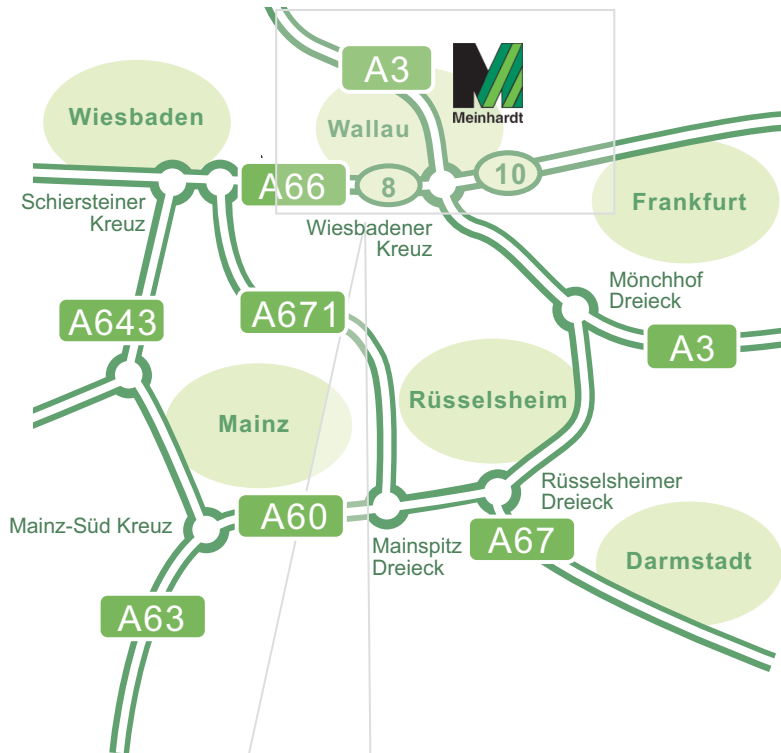 A3
Meinhardt
Wiesbaden
Wallau
A66
8
10
Schiersteiner
Kreuz
Wiesbadener
Kreuz
Frankfurt
Mönchhof
Dreieck
A643
A671
A3
Rüsselsheim
Mainz
Rüsselsheimer
Dreieck
Mainz-Süd Kreuz
A60
Mainspitz
Dreieck
A67
Darmstadt
A63